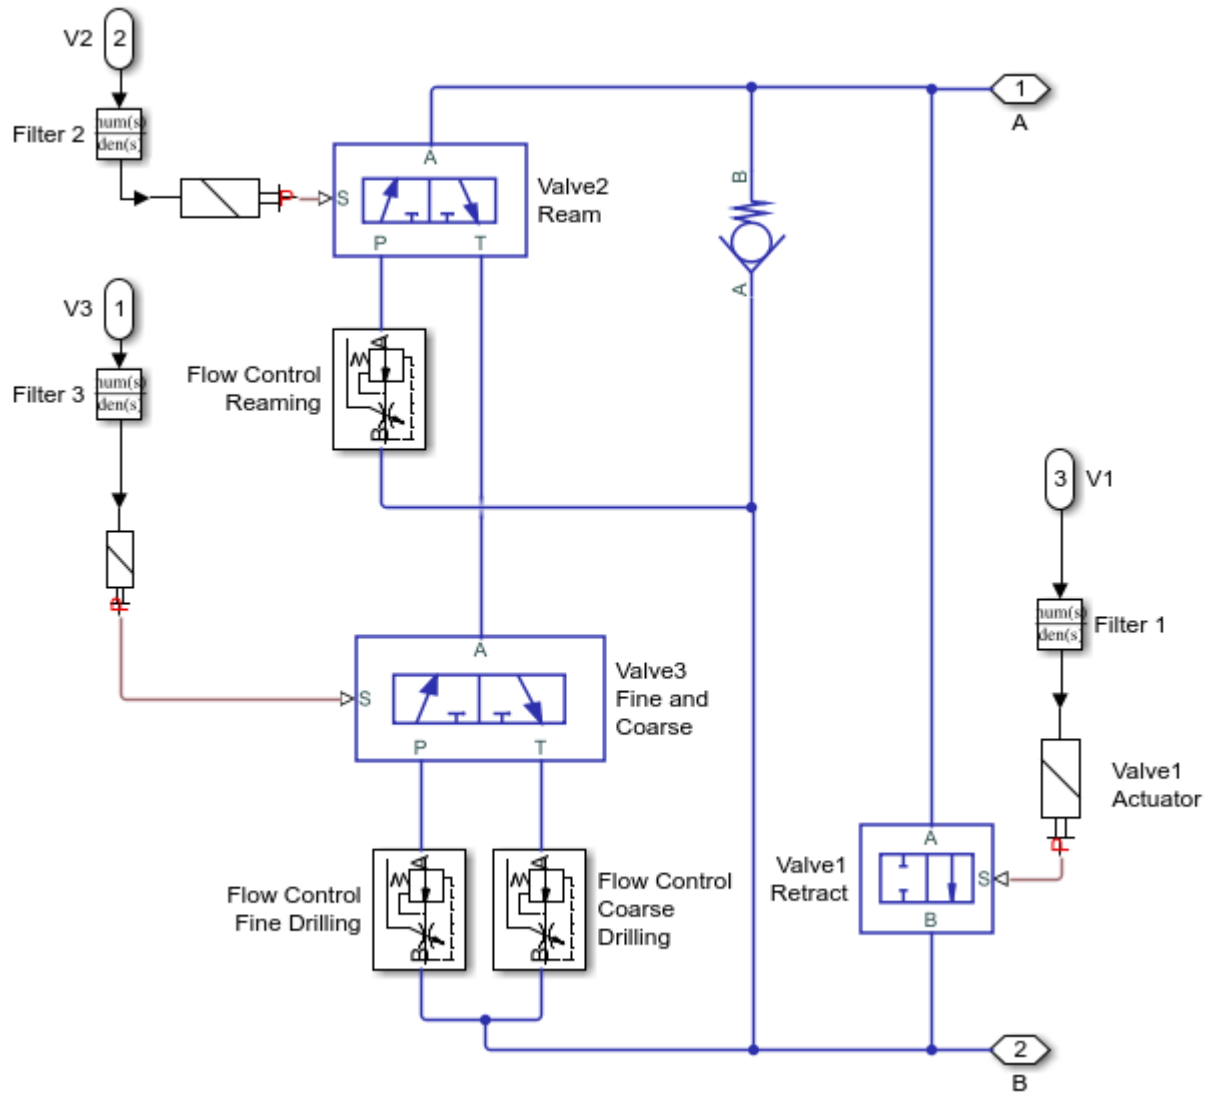 V2
2
Filter 2
num(s)
den(s)
P
S
A
P
T
Valve2
Ream
1
A
B
A
V3
1
Filter 3
num(s)
den(s)
P
Flow Control
Reaming
A
B
3
V1
num(s)
den(s)
Filter 1
S
A
P
T
Valve3
Fine and
Coarse
Valve1
Actuator
P
Valve1
Retract
A
S
B
Flow Control
Fine Drilling
A
B
A
B
Flow Control
Coarse
Drilling
2
B